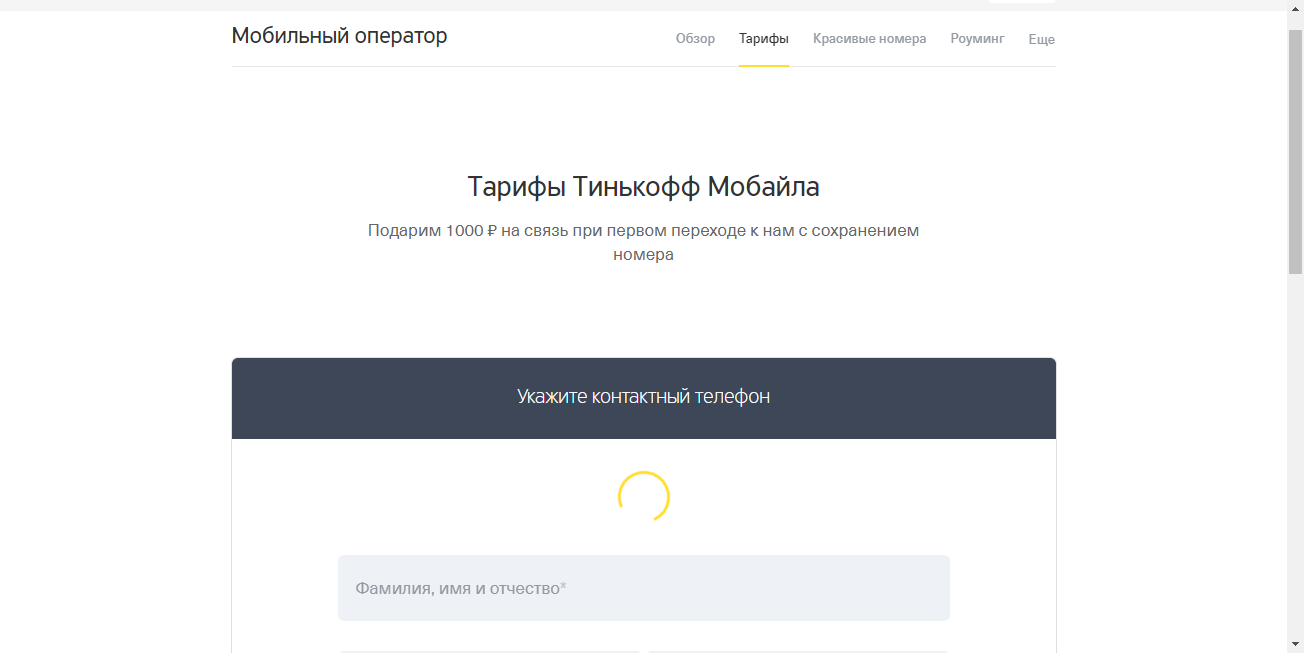 Мобильный оператор
Обзор Тарифы Красивые номера Роуминг Еще
Тарифы Тинькофф Мобайла
Подарим 1000 ₽ на связь при первом переходе к нам с сохранением
номера
Укажите контактный телефон
Фамилия, имя и отчество*